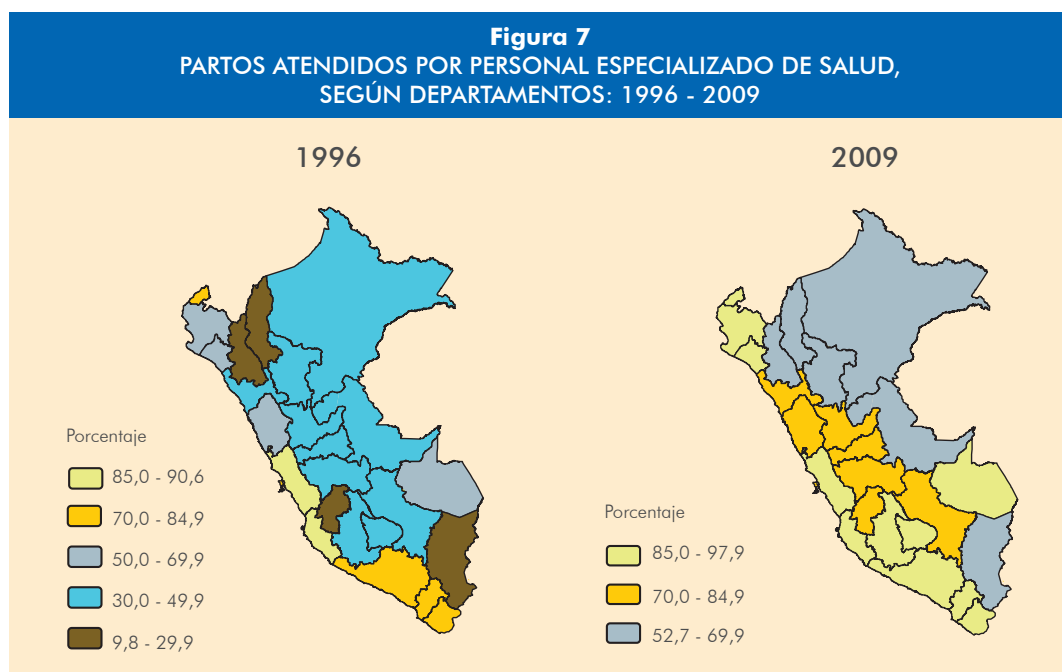 Figura 7
PARTOS ATENDIDOS POR PERSONAL ESPECIALIZADO DE SALUD,
SEGÚN DEPARTAMENTOS: 1996 - 2009
1996
Porcentaje
85,0 - 90,6
70,0 - 84,9
50,0 - 69,9
30,0 - 49,9
9,8 - 29,9
2009
Porcentaje
85,0 - 97,9
70,0 - 84,9
52,7 - 69,9